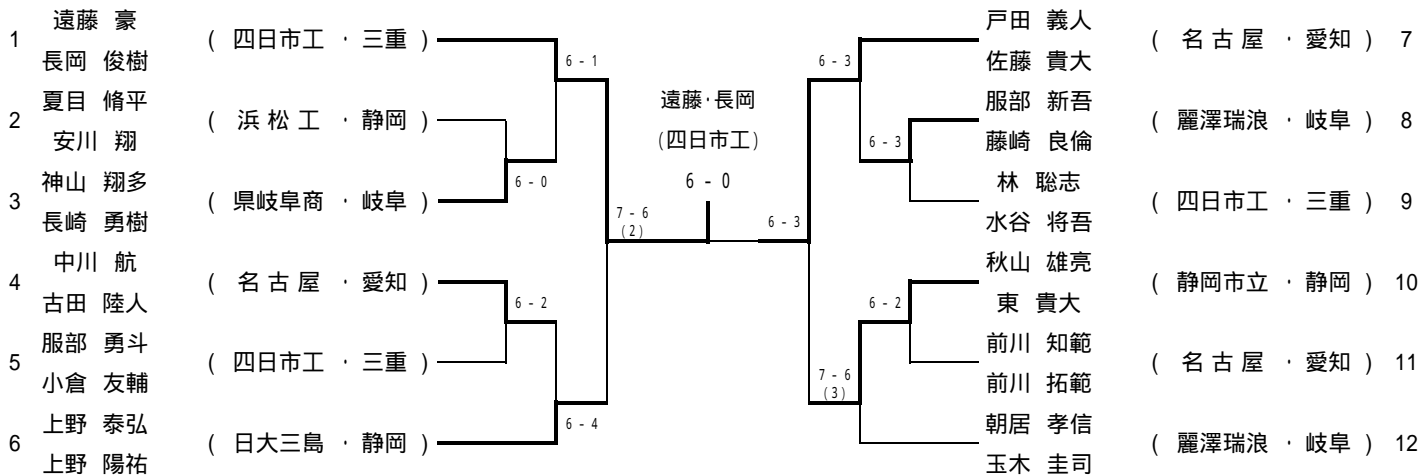 遠藤 豪
1 ( 四日市工 ・ 三重 )
長岡 俊樹
6 - 1
夏目 脩平
2 ( 浜 松 工 ・ 静岡 )
安川 翔
6 - 0
神山 翔多
3 ( 県岐阜商 ・ 岐阜 )
長崎 勇樹
7 - 6
(2)
中川 航
4 ( 名 古 屋 ・ 愛知 )
古田 陸人
6 - 2
服部 勇斗
5 ( 四日市工 ・ 三重 )
小倉 友輔
6 - 4
上野 泰弘
6 ( 日大三島 ・ 静岡 )
上野 陽祐
遠藤・長岡
(四日市工)
6 - 0
戸田 義人
( 名 古 屋 ・ 愛知 ) 7
佐藤 貴大
6 - 3
服部 新吾
( 麗澤瑞浪 ・ 岐阜 ) 8
藤崎 良倫
6 - 3
林 聡志
( 四日市工 ・ 三重 ) 9
水谷 将吾
6 - 3
秋山 雄亮
( 静岡市立 ・ 静岡 ) 10
東 貴大
6 - 2
前川 知範
( 名 古 屋 ・ 愛知 ) 11
前川 拓範
7 - 6
(3)
朝居 孝信
( 麗澤瑞浪 ・ 岐阜 ) 12
玉木 圭司